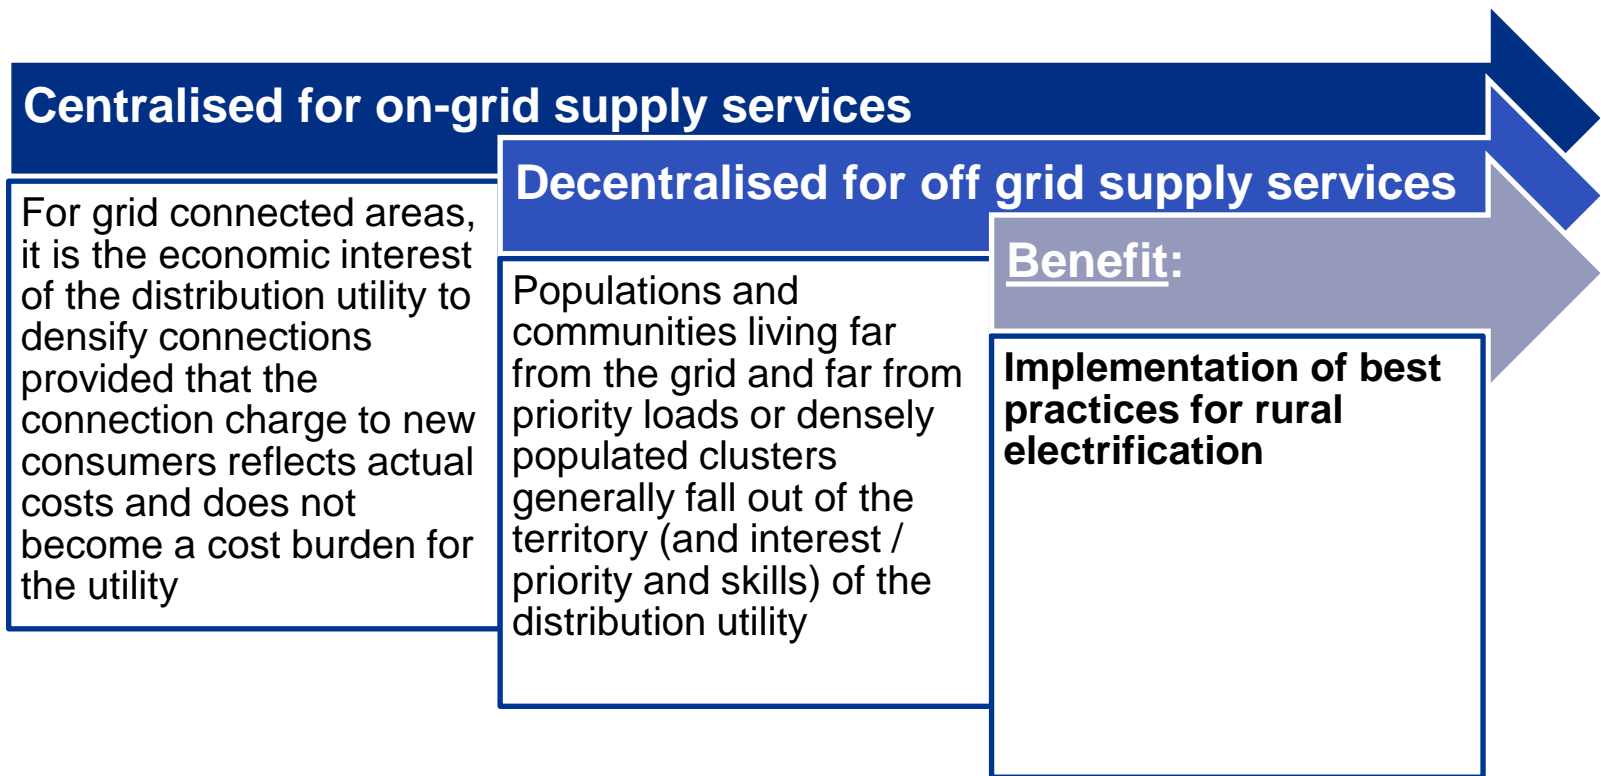 Centralised for on-grid supply services
For grid connected areas,
it is the economic interest
of the distribution utility to
densify connections
provided that the
connection charge to new
consumers reflects actual
costs and does not
become a cost burden for
the utility
Decentralised for off grid supply services
Populations and
communities living far
from the grid and far from
priority loads or densely
populated clusters
generally fall out of the
territory (and interest /
priority and skills) of the
distribution utility
Benefit:
Implementation of best
practices for rural
electrification